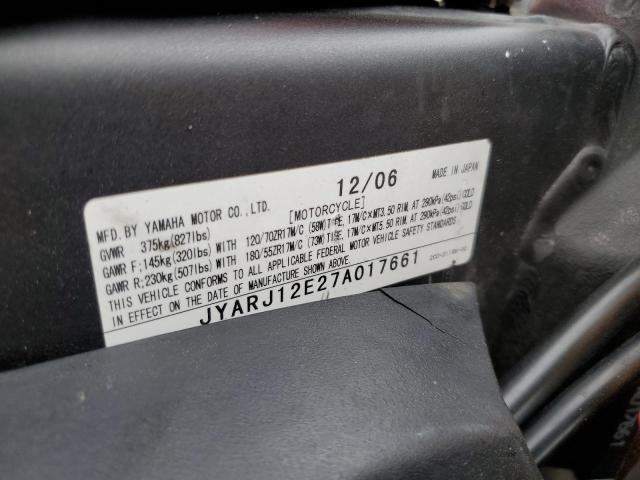 12/06 MADE IN JAPAN
MFD. BY YAMAHA MOTOR CO., LTD. [MOTORCYCLE]
GVWR 375kg(827lbs)
GAWR F;145kg(320lbs) WITH 120/70ZR17M/C (58W) TIRE, 17M/C×MT3.50 RIM, AT 290kPa(42psi) COLD
GAWR R;230kg(507lbs) WITH 180/55ZR17M/C (73W) TIRE, 17M/C×MT5.50 RIM, AT 290kPa(42psi) COLD
THIS VEHICLE CONFORMS TO ALL APPLICABLE FEDERAL MOTOR VEHICLE SAFETY STANDARDS
IN EFFECT ON THE DATE OF MANUFACTURE SHOWN ABOVE.
JYARJ12E27A017661